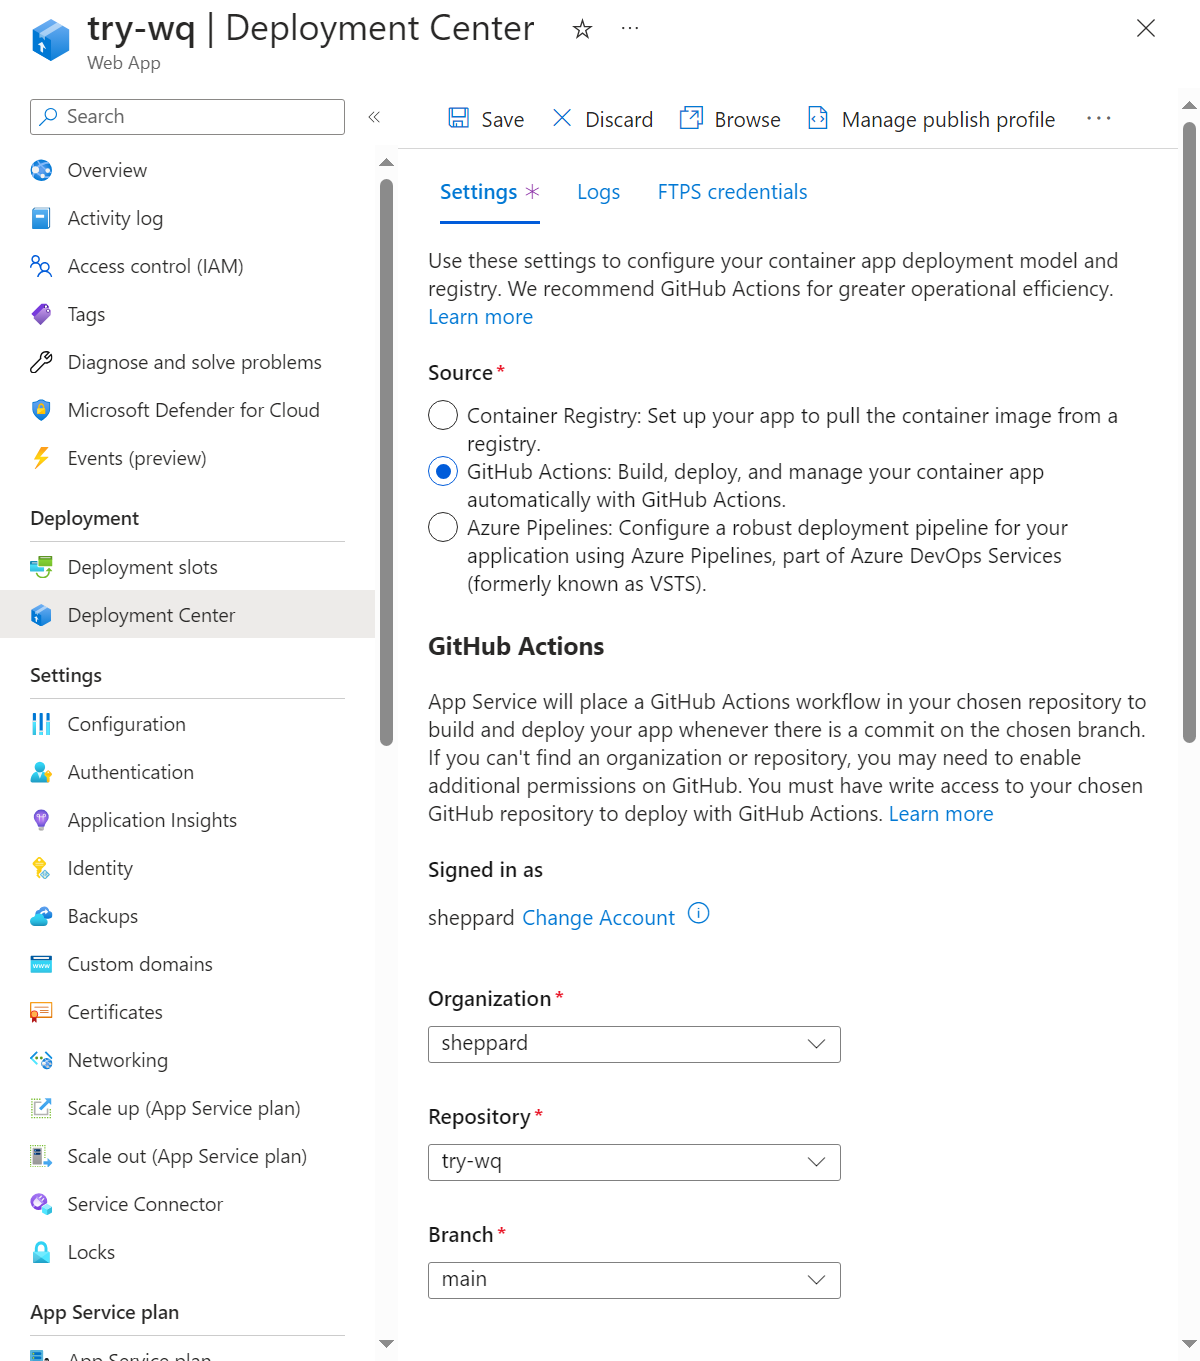 try-wq | Deployment Center
Web App
Search
Overview
Activity log
Access control (IAM)
Tags
Diagnose and solve problems
Microsoft Defender for Cloud
Events (preview)
Deployment
Deployment slots
Deployment Center
Settings
Configuration
Authentication
Application Insights
Identity
Backups
Custom domains
Certificates
Networking
Scale up (App Service plan)
Scale out (App Service plan)
Service Connector
Locks
App Service plan
App Service plan
Save Discard Browse Manage publish profile
Settings * Logs FTPS credentials
Use these settings to configure your container app deployment model and
registry. We recommend GitHub Actions for greater operational efficiency.
Learn more
Source *
Container Registry: Set up your app to pull the container image from a
registry.
GitHub Actions: Build, deploy, and manage your container app
automatically with GitHub Actions.
Azure Pipelines: Configure a robust deployment pipeline for your
application using Azure Pipelines, part of Azure DevOps Services
(formerly known as VSTS).
GitHub Actions
App Service will place a GitHub Actions workflow in your chosen repository to
build and deploy your app whenever there is a commit on the chosen branch.
If you can't find an organization or repository, you may need to enable
additional permissions on GitHub. You must have write access to your chosen
GitHub repository to deploy with GitHub Actions. Learn more
Signed in as
sheppard Change Account
Organization *
sheppard
Repository *
try-wq
Branch *
main